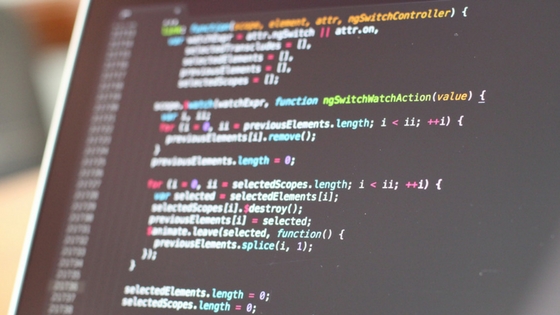 link: function(scope, element, attr, ngSwitchController) {
var watchExpr = attr.ngSwitch || attr.on,
selectedTranscludes = [],
selectedElements = [],
previousElements = [],
selectedScopes = [];
scope.$watch(watchExpr, function ngSwitchWatchAction(value) {
var i, ii;
for (i = 0, ii = previousElements.length; i < ii; ++i) {
previousElements[i].remove();
}
previousElements.length = 0;
for (i = 0, ii = selectedScopes.length; i < ii; ++i) {
var selected = selectedElements[i];
selectedScopes[i].$destroy();
previousElements[i] = selected;
$animate.leave(selected, function() {
previousElements.splice(i, 1);
});
}
selectedElements.length = 0;
selectedScopes.length = 0;